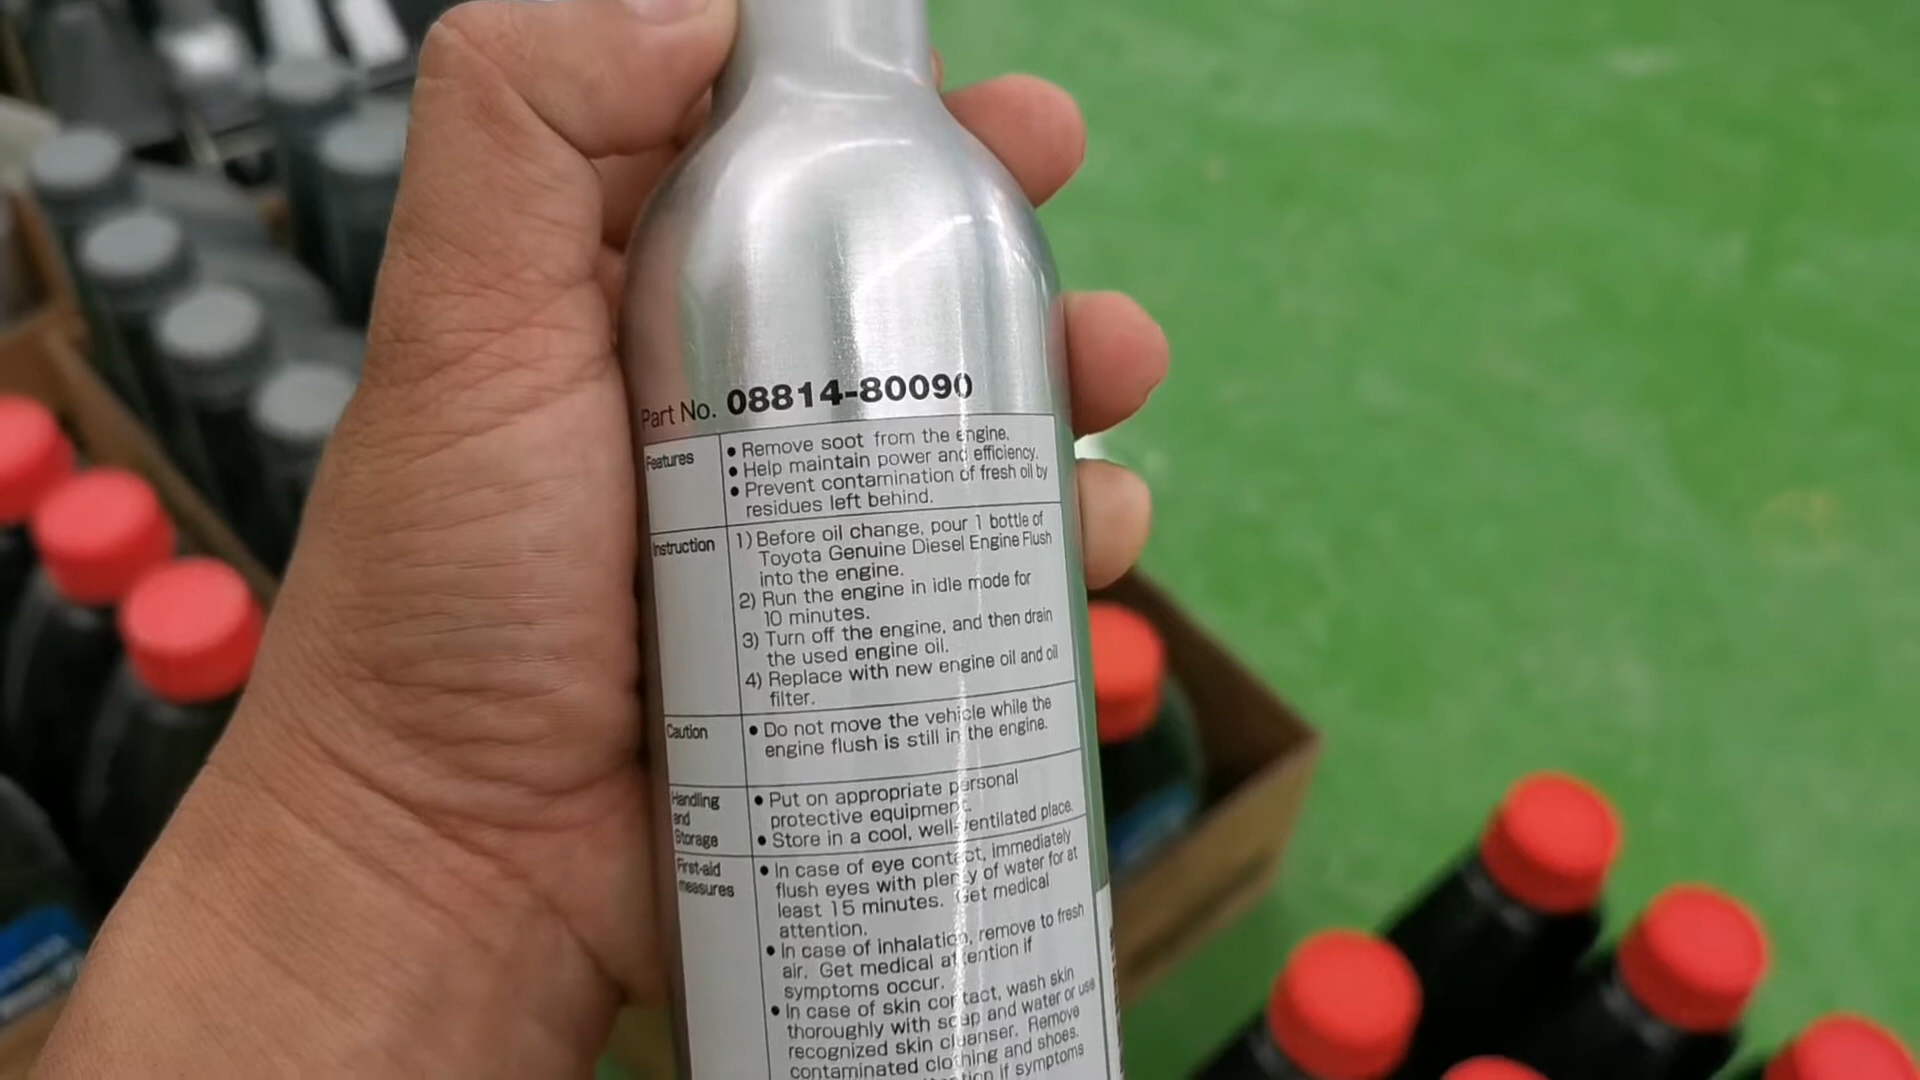 Part No. 08814-80090
Features
• Remove soot from the engine.
• Help maintain power and efficiency.
• Prevent contamination of fresh oil by
residues left behind.
Instruction
1) Before oil change, pour 1 bottle of
Toyota Genuine Diesel Engine Flush
into the engine.
2) Run the engine in idle mode for
10 minutes.
3) Turn off the engine, and then drain
the used engine oil.
4) Replace with new engine oil and oil
filter.
Caution
• Do not move the vehicle while the
engine flush is still in the engine.
Handling
and
Storage
• Put on appropriate personal
protective equipment.
• Store in a cool, well-ventilated place.
First-aid
measures
• In case of eye contact, immediately
flush eyes with plenty of water for at
least 15 minutes. Get medical
attention.
• In case of inhalation, remove to fresh
air. Get medical attention if
symptoms occur.
• In case of skin contact, wash skin
thoroughly with soap and water or use
recognized skin cleanser. Remove
contaminated clothing and shoes.
if symptoms